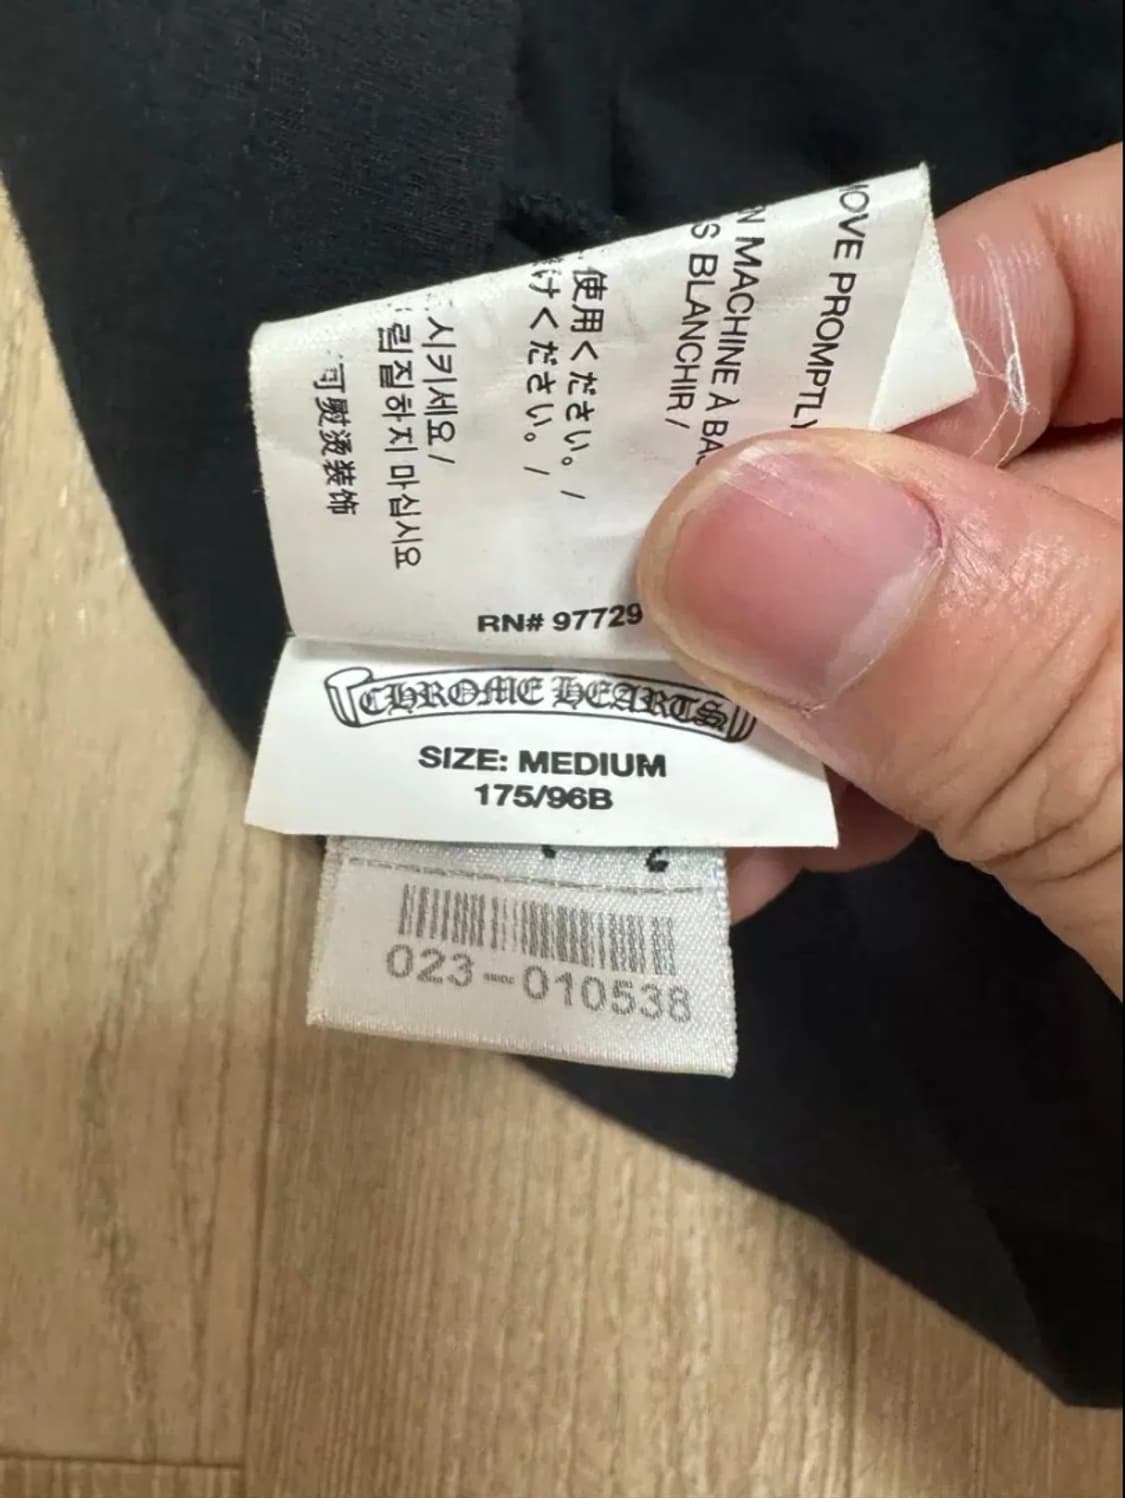 MOVE PROMPTLY
N MACHINE À BA
S BLANCHIR /
使用ください。 /
けください。 /
시키세요 /
림질하지 마십시오
可熨烫装饰
RN# 97729
CHROME HEARTS
SIZE: MEDIUM
175/96B
023-010538